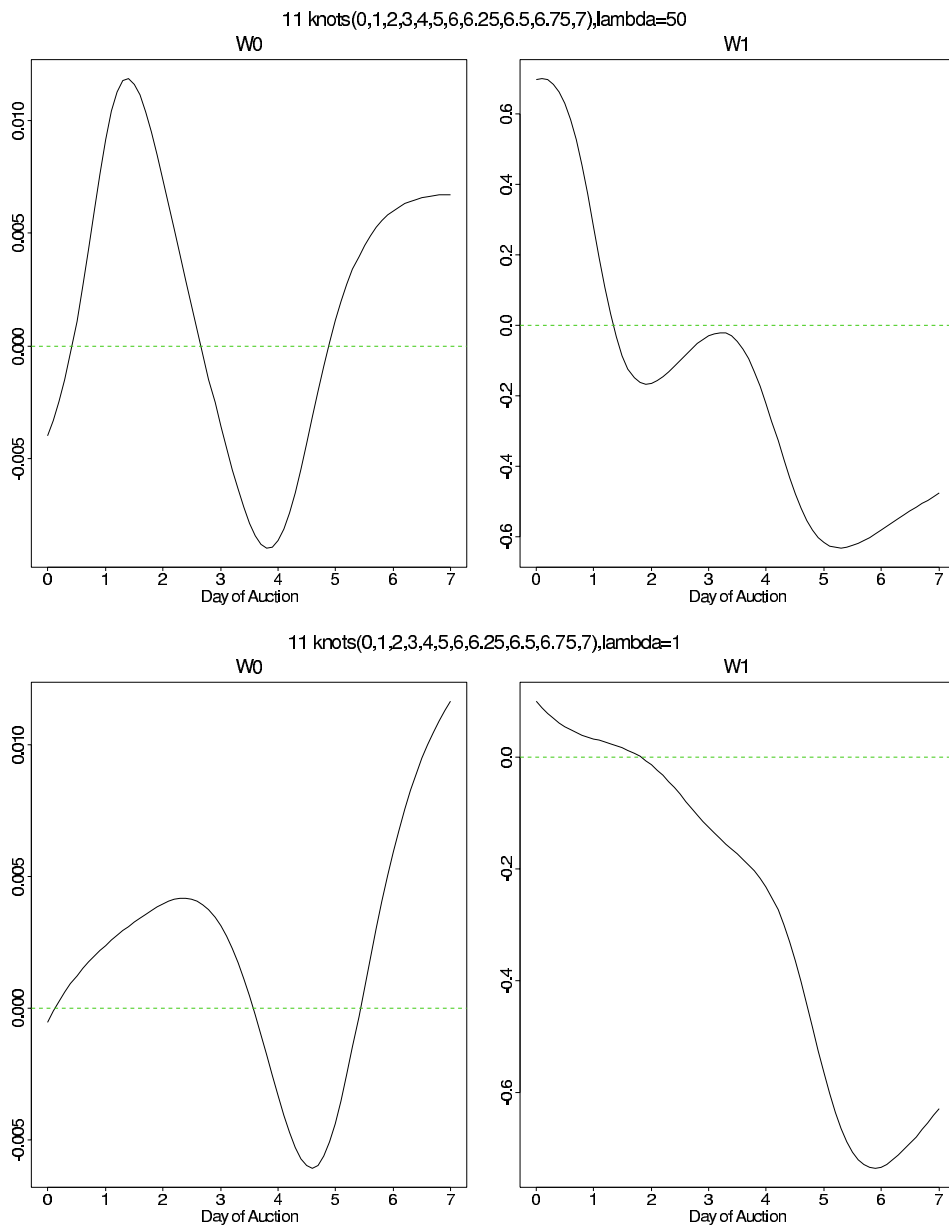 11 knots(0,1,2,3,4,5,6,6.25,6.5,6.75,7),lambda=50
W0
W1
0.010
0.005
0.000
-0.005
0 1 2 3 4 5 6 7
Day of Auction
0.6
0.4
0.2
0.0
-0.2
-0.4
-0.6
0 1 2 3 4 5 6 7
Day of Auction
11 knots(0,1,2,3,4,5,6,6.25,6.5,6.75,7),lambda=1
W0
W1
0.010
0.005
0.000
-0.005
0 1 2 3 4 5 6 7
Day of Auction
0.0
-0.2
-0.4
-0.6
0 1 2 3 4 5 6 7
Day of Auction